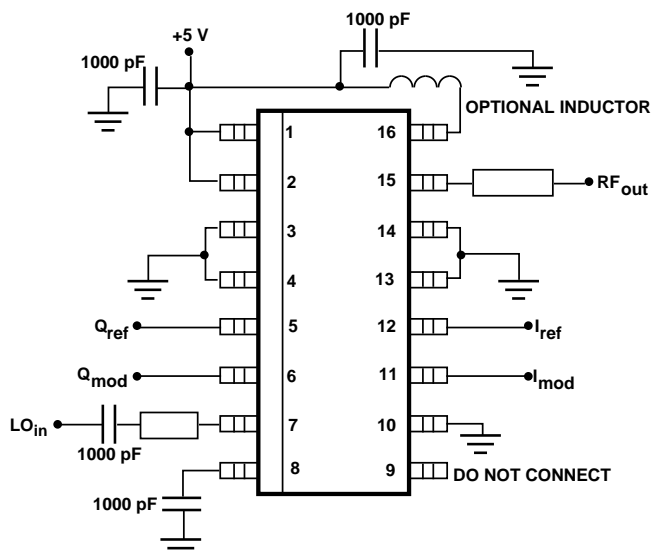 1000 pF
+5 V
1000 pF
OPTIONAL INDUCTOR
1
16
2
15
RFout
3
14
4
13
Qref
5
12
Iref
Qmod
6
11
Imod
LOin
7
10
1000 pF
8
9
DO NOT CONNECT
1000 pF